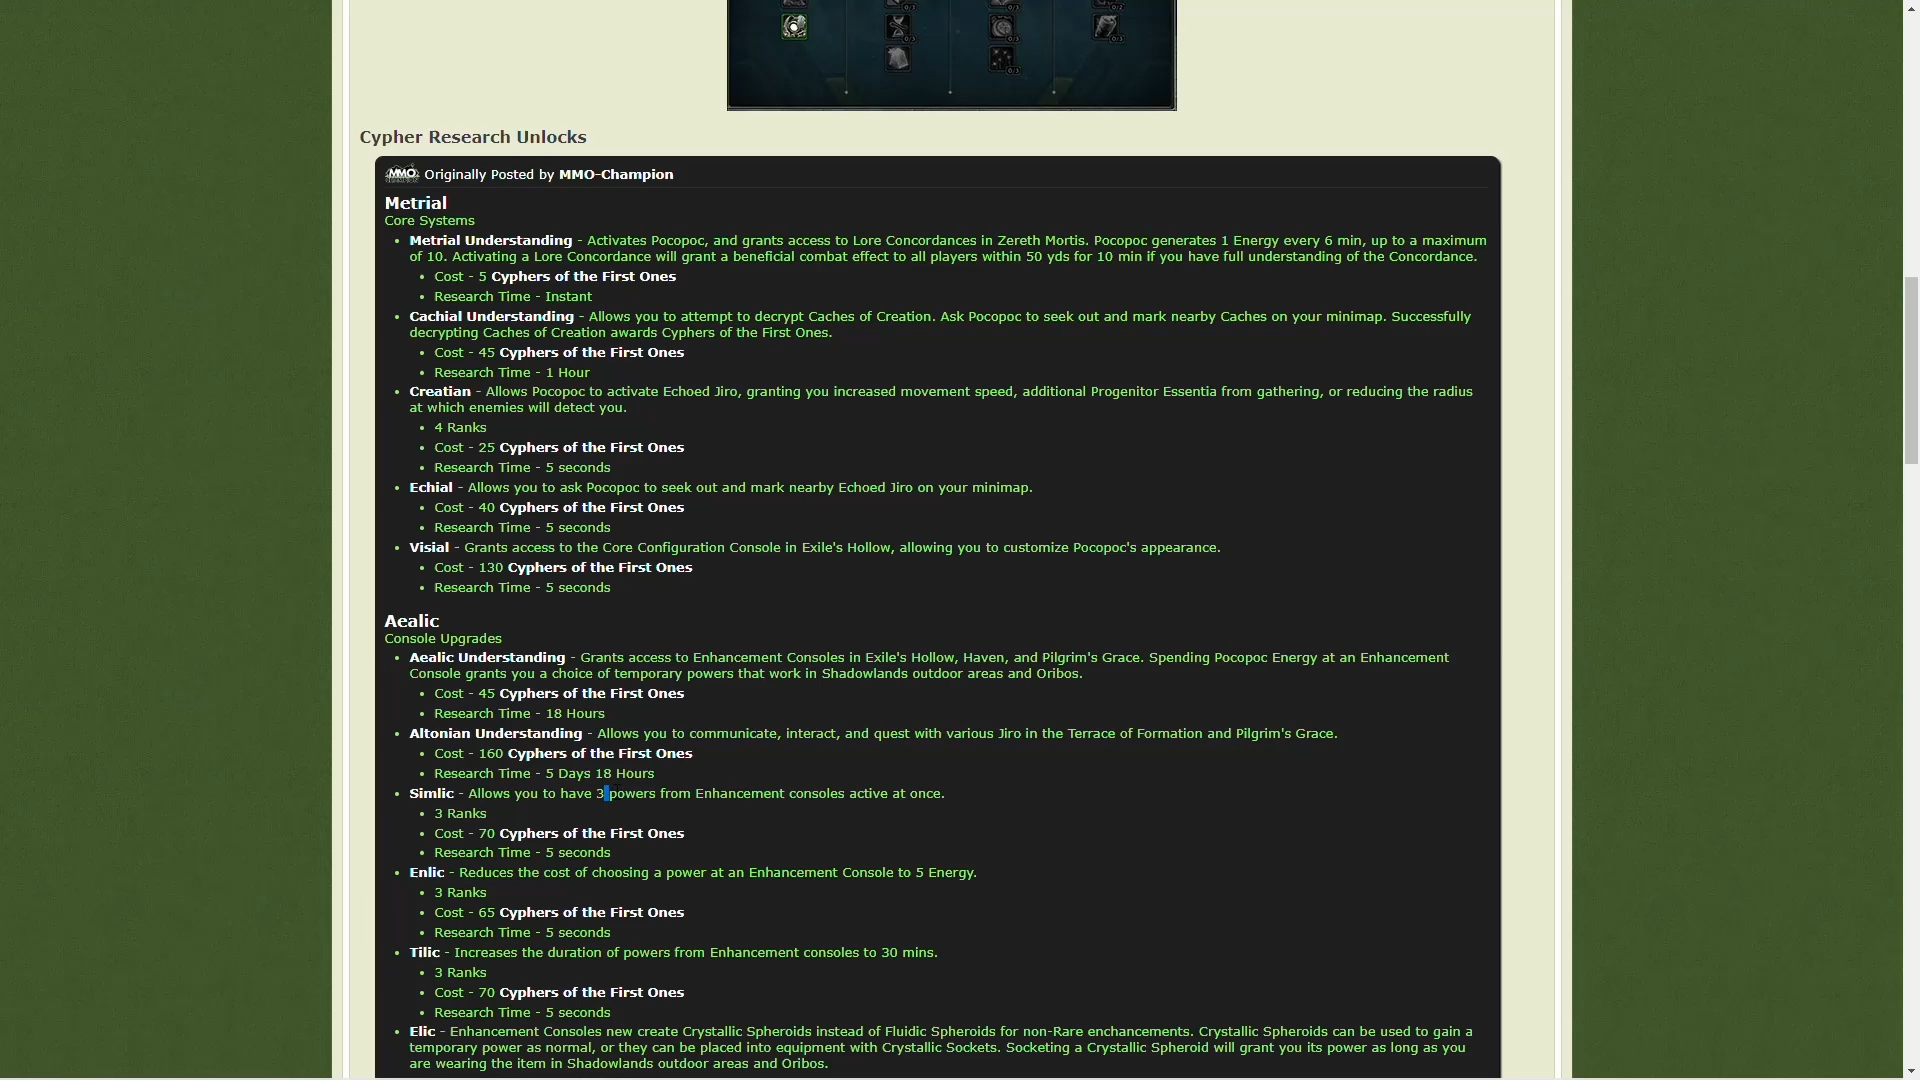 Cypher Research Unlocks
MMO Originally Posted by MMO-Champion
Metrial
Core Systems
• Metrial Understanding - Activates Pocopoc, and grants access to Lore Concordances in Zereth Mortis. Pocopoc generates 1 Energy every 6 min, up to a maximum
of 10. Activating a Lore Concordance will grant a beneficial combat effect to all players within 50 yds for 10 min if you have full understanding of the Concordance.
• Cost - 5 Cyphers of the First Ones
• Research Time - Instant
• Cachial Understanding - Allows you to attempt to decrypt Caches of Creation. Ask Pocopoc to seek out and mark nearby Caches on your minimap. Successfully
decrypting Caches of Creation awards Cyphers of the First Ones.
• Cost - 45 Cyphers of the First Ones
• Research Time - 1 Hour
• Creatian - Allows Pocopoc to activate Echoed Jiro, granting you increased movement speed, additional Progenitor Essentia from gathering, or reducing the radius
at which enemies will detect you.
• 4 Ranks
• Cost - 25 Cyphers of the First Ones
• Research Time - 5 seconds
• Echial - Allows you to ask Pocopoc to seek out and mark nearby Echoed Jiro on your minimap.
• Cost - 40 Cyphers of the First Ones
• Research Time - 5 seconds
• Visial - Grants access to the Core Configuration Console in Exile's Hollow, allowing you to customize Pocopoc's appearance.
• Cost - 130 Cyphers of the First Ones
• Research Time - 5 seconds
Aealic
Console Upgrades
• Aealic Understanding - Grants access to Enhancement Consoles in Exile's Hollow, Haven, and Pilgrim's Grace. Spending Pocopoc Energy at an Enhancement
Console grants you a choice of temporary powers that work in Shadowlands outdoor areas and Oribos.
• Cost - 45 Cyphers of the First Ones
• Research Time - 18 Hours
• Altonian Understanding - Allows you to communicate, interact, and quest with various Jiro in the Terrace of Formation and Pilgrim's Grace.
• Cost - 160 Cyphers of the First Ones
• Research Time - 5 Days 18 Hours
• Simlic - Allows you to have 3 powers from Enhancement consoles active at once.
• 3 Ranks
• Cost - 70 Cyphers of the First Ones
• Research Time - 5 seconds
• Enlic - Reduces the cost of choosing a power at an Enhancement Console to 5 Energy.
• 3 Ranks
• Cost - 65 Cyphers of the First Ones
• Research Time - 5 seconds
• Tilic - Increases the duration of powers from Enhancement consoles to 30 mins.
• 3 Ranks
• Cost - 70 Cyphers of the First Ones
• Research Time - 5 seconds
• Elic - Enhancement Consoles new create Crystallic Spheroids instead of Fluidic Spheroids for non-Rare enchancements. Crystallic Spheroids can be used to gain a
temporary power as normal, or they can be placed into equipment with Crystallic Sockets. Socketing a Crystallic Spheroid will grant you its power as long as you
are wearing the item in Shadowlands outdoor areas and Oribos.